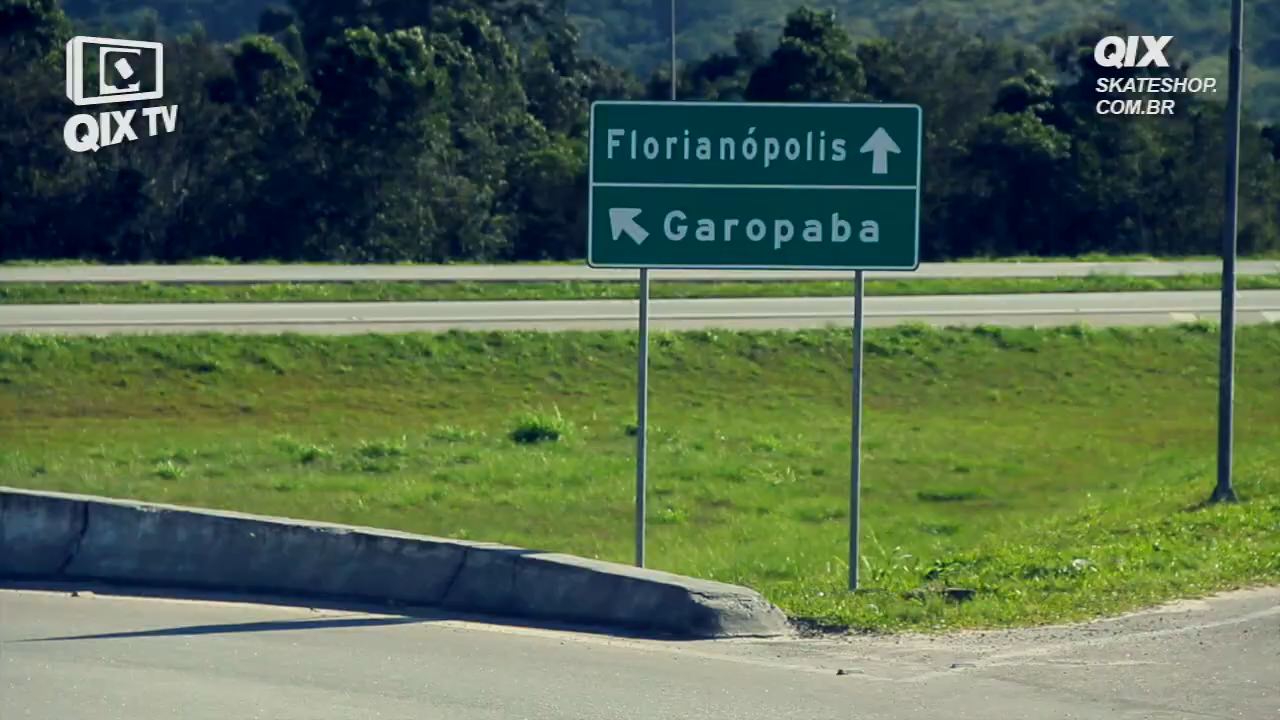 QIX TV
QIX
SKATESHOP.
COM.BR
Florianópolis
Garopaba